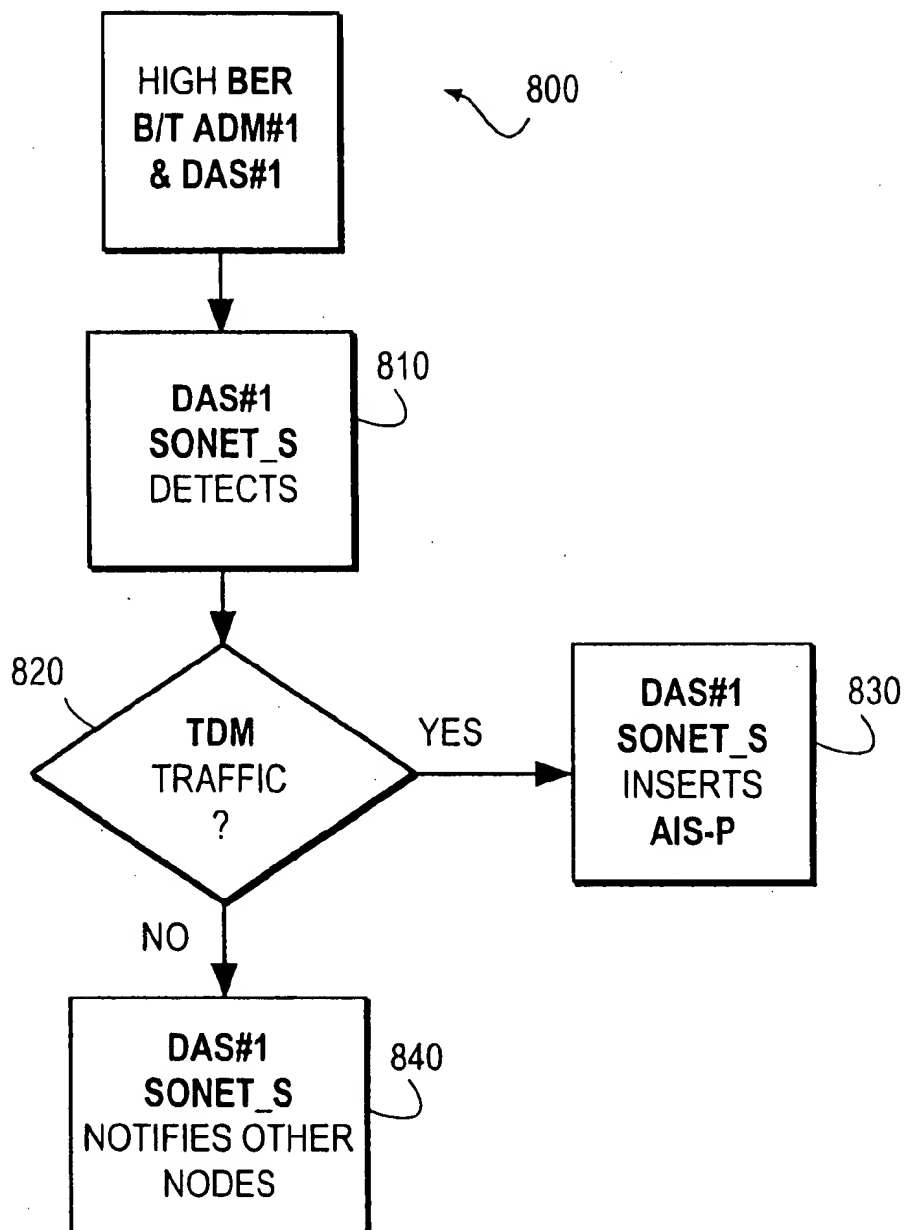 HIGH BER
B/T ADM#1
& DAS#1
800
DAS#1
SONET_S
DETECTS
810
820
TDM
TRAFFIC
?
YES
DAS#1
SONET_S
INSERTS
AIS-P
830
NO
DAS#1
SONET_S
NOTIFIES OTHER
NODES
840